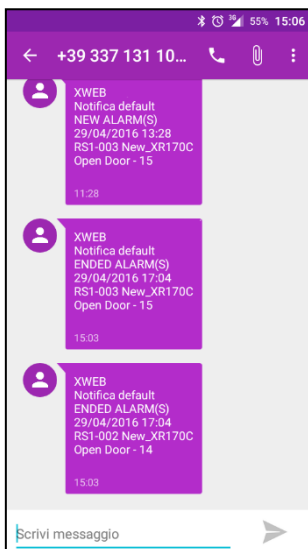 36 55% 15:06
+39 337 131 10...
XWEB
Notifica default
NEW ALARM(S)
29/04/2016 13:28
RS1-003 New_XR170C
Open Door - 15
11:28
XWEB
Notifica default
ENDED ALARM(S)
29/04/2016 17:04
RS1-003 New_XR170C
Open Door - 15
15:03
XWEB
Notifica default
ENDED ALARM(S)
29/04/2016 17:04
RS1-002 New_XR170C
Open Door - 14
15:03
Scrivi messaggio